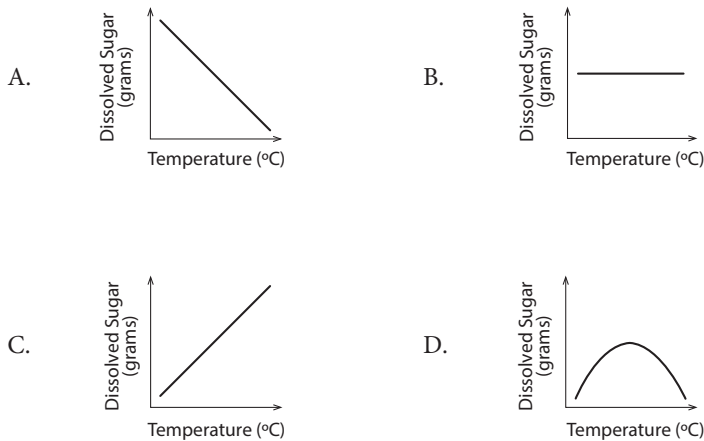 A.
Dissolved Sugar
(grams)
Temperature (ºC)
B.
Dissolved Sugar
(grams)
Temperature (ºC)
C.
Dissolved Sugar
(grams)
Temperature (ºC)
D.
Dissolved Sugar
(grams)
Temperature (ºC)